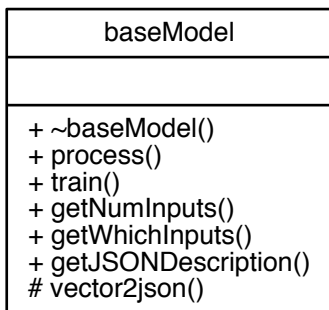 baseModel
+ ~baseModel()
+ process()
+ train()
+ getNumInputs()
+ getWhichInputs()
+ getJSONDescription()
# vector2json()